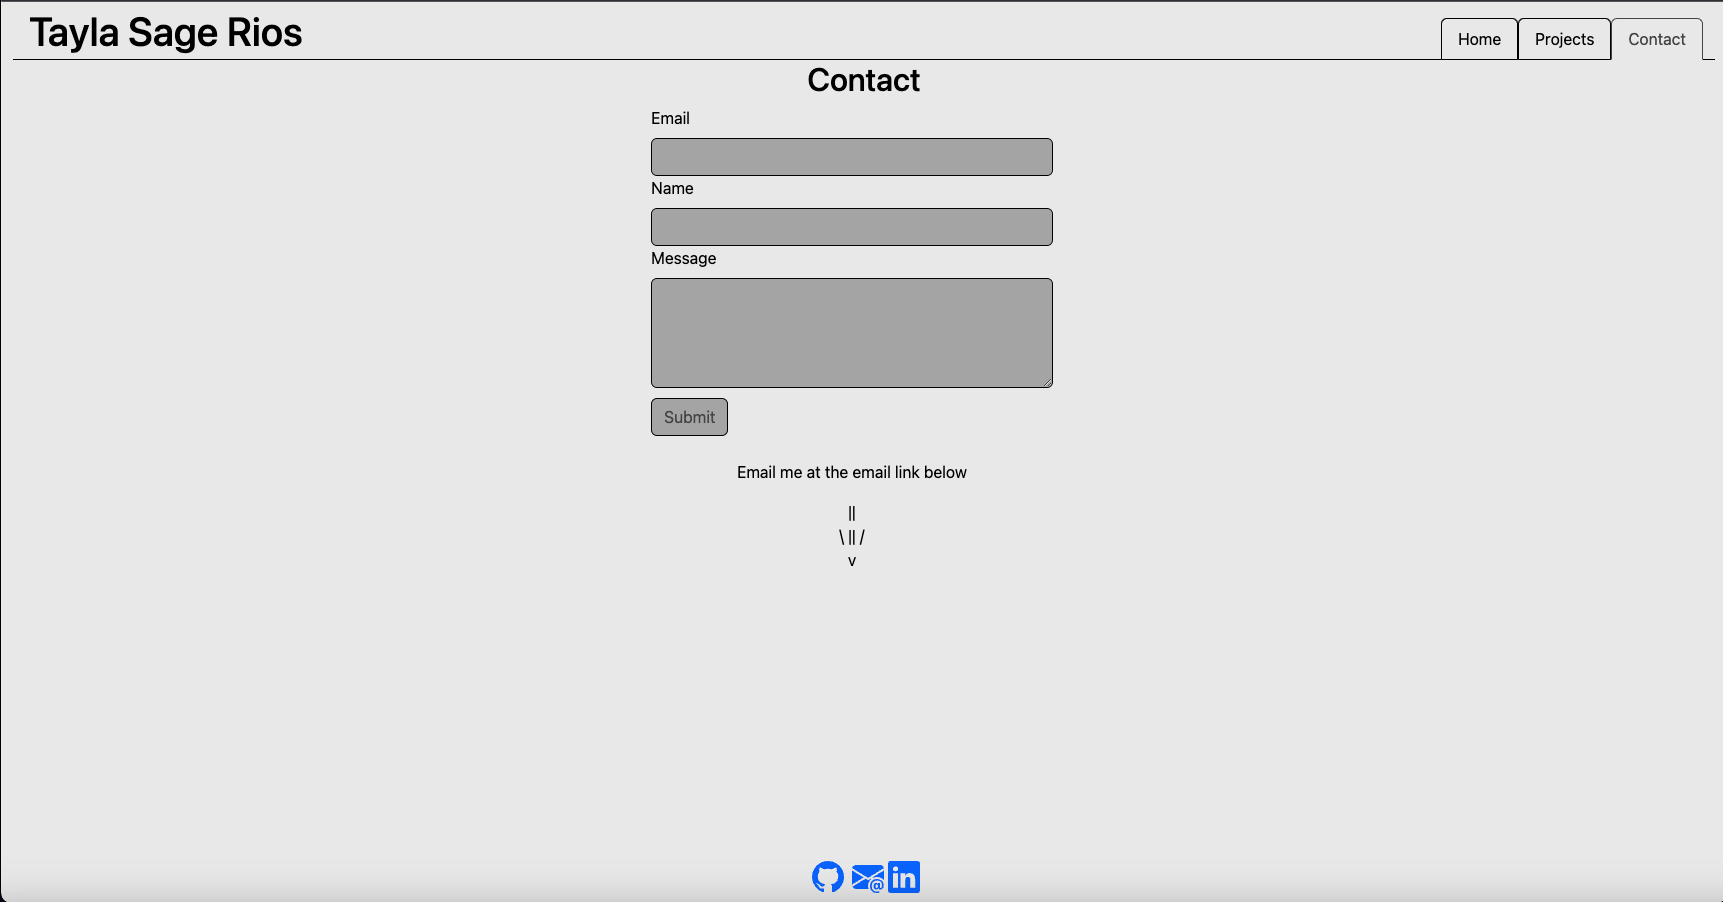 Tayla Sage Rios
Home Projects Contact
Contact
Email
Name
Message
Submit
Email me at the email link below
||
\ || /
v
@
in